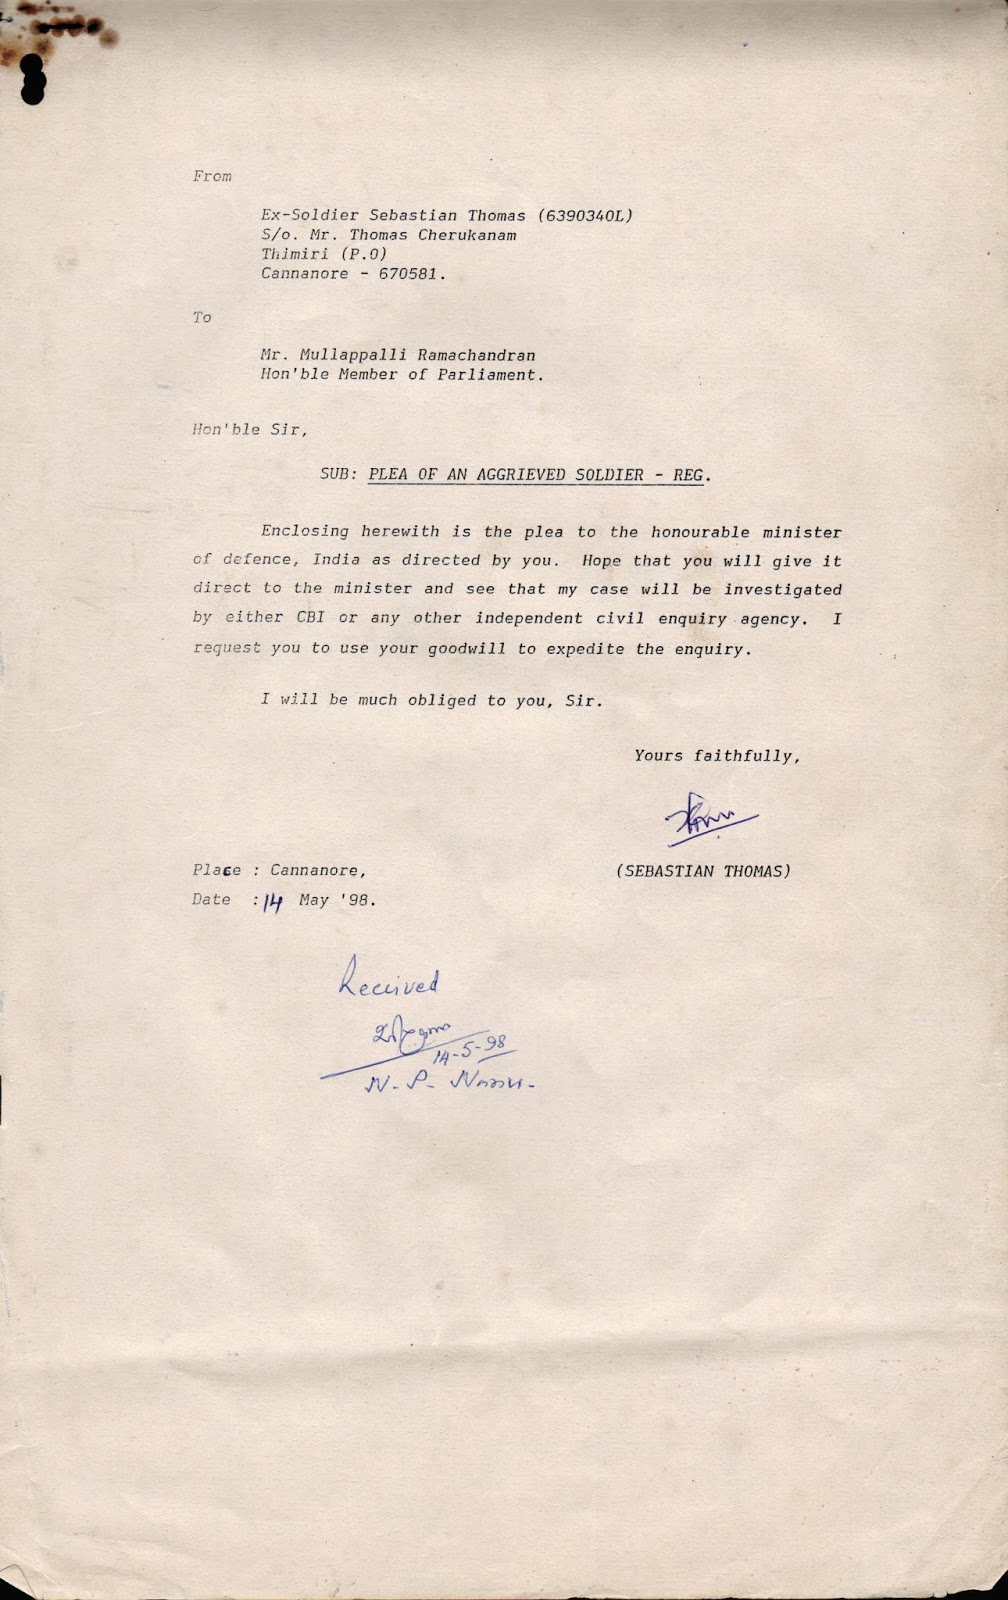 From
Ex-Soldier Sebastian Thomas (6390340L)
S/o. Mr. Thomas Cherukanam
Thimiri (P.O)
Cannanore - 670581.
To
Mr. Mullappalli Ramachandran
Hon'ble Member of Parliament.
Hon'ble Sir,
SUB: PLEA OF AN AGGRIEVED SOLDIER - REG.
Enclosing herewith is the plea to the honourable minister
of defence, India as directed by you. Hope that you will give it
direct to the minister and see that my case will be investigated
by either CBI or any other independent civil enquiry agency. I
request you to use your goodwill to expedite the enquiry.
I will be much obliged to you, Sir.
Yours faithfully,
Place : Cannanore,
(SEBASTIAN THOMAS)
Date : 14 May '98.
Received
14-5-98
N. P.